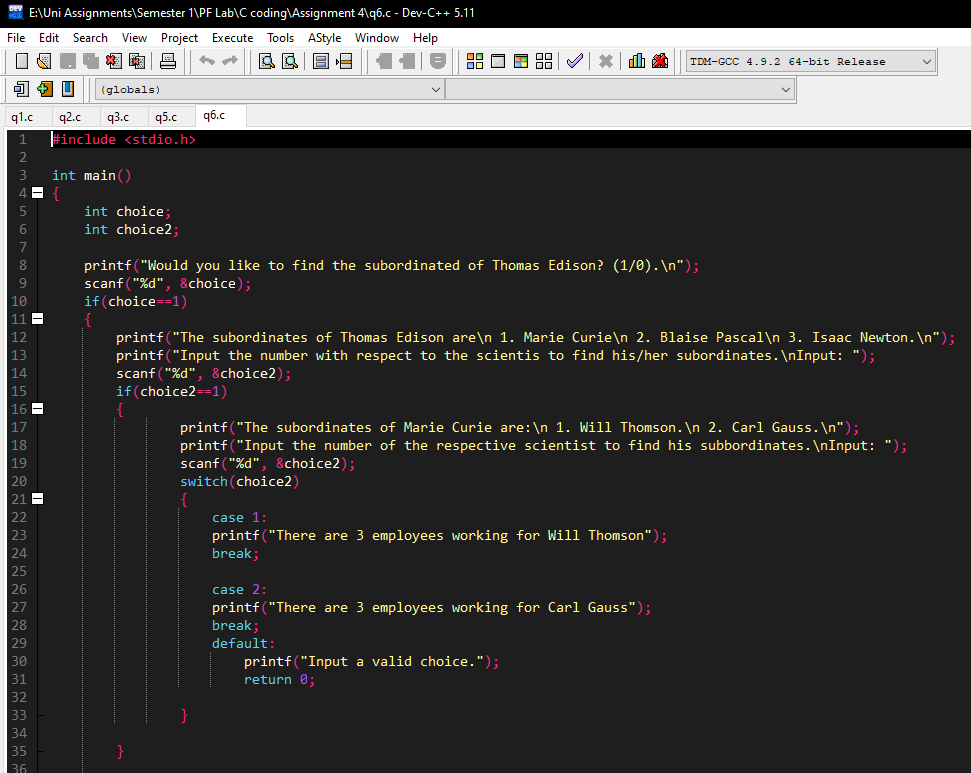 E:\Uni Assignments\Semester 1\PF Lab\C coding\Assignment 4\q6.c - Dev-C++ 5.11
File Edit Search View Project Execute Tools AStyle Window Help
TDM-GCC 4.9.2 64-bit Release
(globals)
q1.c q2.c q3.c q5.c q6.c
1 #include <stdio.h>
2
3 int main()
4 {
5 int choice;
6 int choice2;
7
8 printf("Would you like to find the subordinated of Thomas Edison? (1/0).\n");
9 scanf("%d", &choice);
10 if(choice==1)
11 {
12 printf("The subordinates of Thomas Edison are\n 1. Marie Curie\n 2. Blaise Pascal\n 3. Isaac Newton.\n");
13 printf("Input the number with respect to the scientis to find his/her subordinates.\nInput: ");
14 scanf("%d", &choice2);
15 if(choice2==1)
16 {
17 printf("The subordinates of Marie Curie are:\n 1. Will Thomson.\n 2. Carl Gauss.\n");
18 printf("Input the number of the respective scientist to find his subbordinates.\nInput: ");
19 scanf("%d", &choice2);
20 switch(choice2)
21 {
22 case 1:
23 printf("There are 3 employees working for Will Thomson");
24 break;
25
26 case 2:
27 printf("There are 3 employees working for Carl Gauss");
28 break;
29 default:
30 printf("Input a valid choice.");
31 return 0;
32
33 }
34
35 }
36